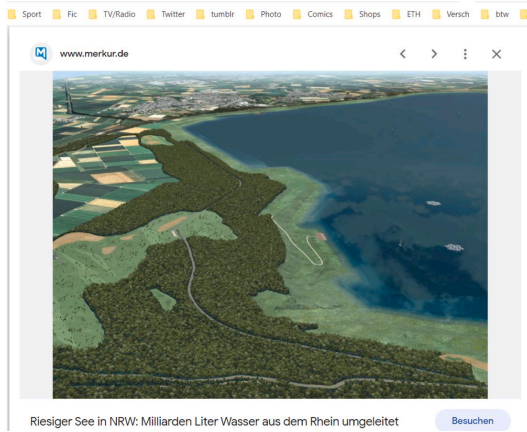 Sport Fic TV/Radio Twitter tumblr Photo Comics Shops ETH Versch btw
www.merkur.de
Riesiger See in NRW: Milliarden Liter Wasser aus dem Rhein umgeleitet
Besuchen